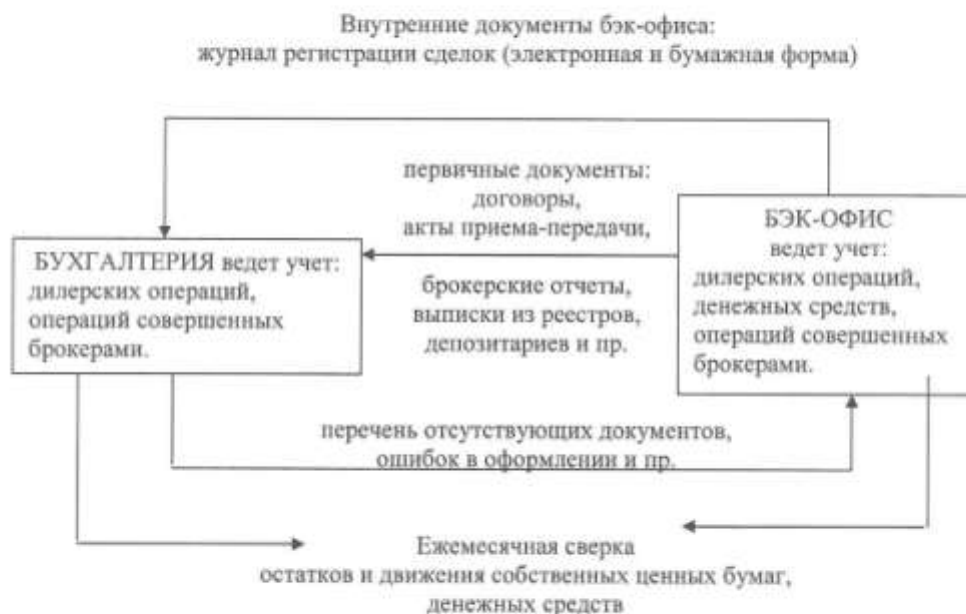 Внутренние документы бэк-офиса:
журнал регистрации сделок (электронная и бумажная форма)
первичные документы:
договоры,
акты приема-передачи,
БЭК-ОФИС
ведет учет:
дилерских операций,
денежных средств,
операций совершенных
брокерами.
БУХГАЛТЕРИЯ ведет учет:
дилерских операций,
операций совершенных
брокерами.
брокерские отчеты,
выписки из реестров,
депозитариев и пр.
перечень отсутствующих документов,
ошибок в оформлении и пр.
Ежемесячная сверка
остатков и движения собственных ценных бумаг,
денежных средств